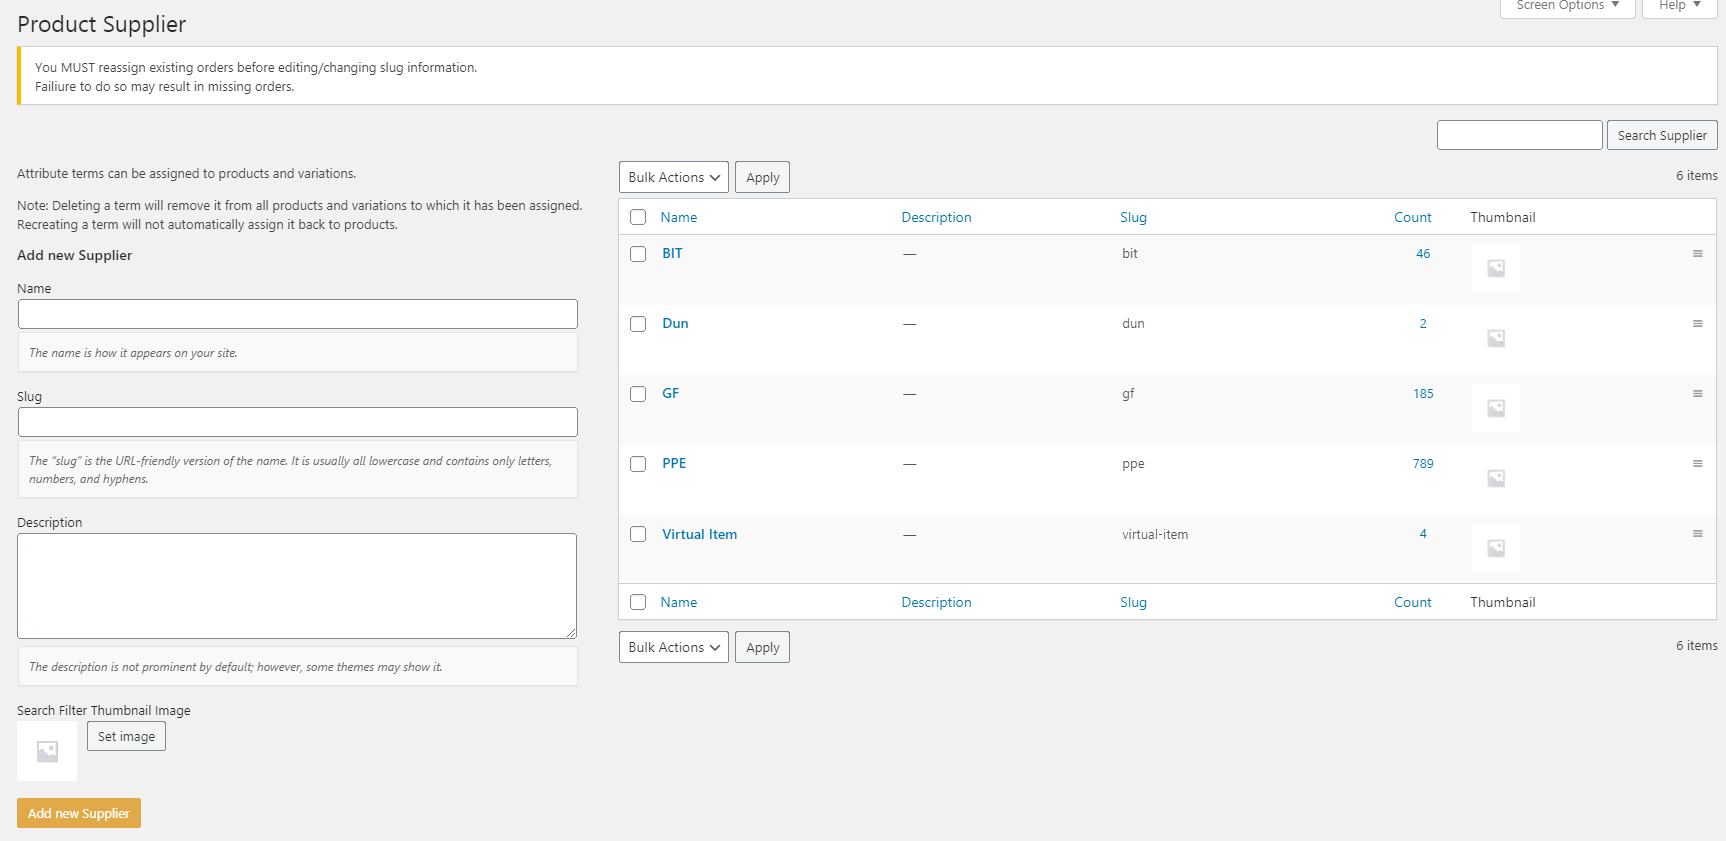 Screen Options ▼ Help ▼
Product Supplier
You MUST reassign existing orders before editing/changing slug information.
Failiure to do so may result in missing orders.
Search Supplier
Attribute terms can be assigned to products and variations.
Note: Deleting a term will remove it from all products and variations to which it has been assigned.
Recreating a term will not automatically assign it back to products.
Add new Supplier
Name
The name is how it appears on your site.
Slug
The “slug” is the URL-friendly version of the name. It is usually all lowercase and contains only letters,
numbers, and hyphens.
Description
The description is not prominent by default; however, some themes may show it.
Search Filter Thumbnail Image
Set image
Add new Supplier
Bulk Actions Apply 6 items
Name Description Slug Count Thumbnail
BIT — bit 46
Dun — dun 2
GF — gf 185
PPE — ppe 789
Virtual Item — virtual-item 4
Name Description Slug Count Thumbnail
Bulk Actions Apply 6 items